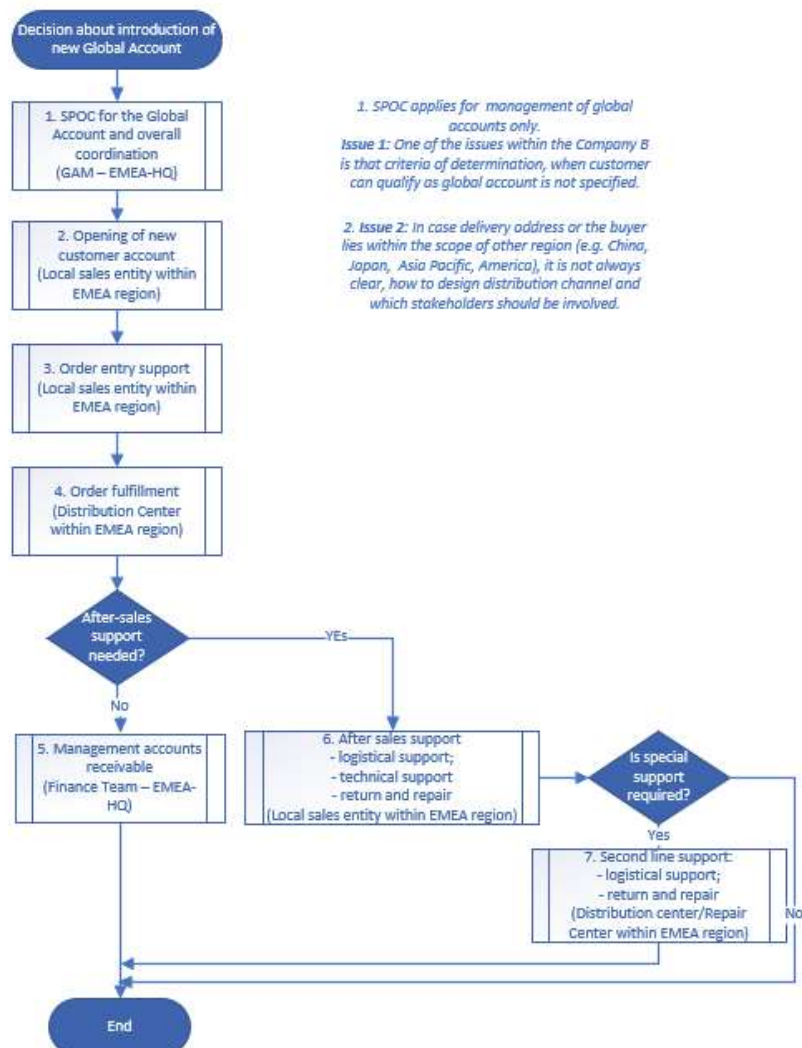 Decision about introduction of
new Global Account
1. SPOC for the Global
Account and overall
coordination
(GAM – EMEA-HQ)
1. SPOC applies for management of global
accounts only.
Issue 1: One of the issues within the Company B
is that criteria of determination, when customer
can qualify as global account is not specified.
2. Opening of new
customer account
(Local sales entity within
EMEA region)
2. Issue 2: In case delivery address or the buyer
lies within the scope of other region (e.g. China,
Japan, Asia Pacific, America), it is not always
clear, how to design distribution channel and
which stakeholders should be involved.
3. Order entry support
(Local sales entity within
EMEA region)
4. Order fulfillment
(Distribution Center
within EMEA region)
After-sales
support
needed?
YEs
No
5. Management accounts
receivable
(Finance Team – EMEA-
HQ)
6. After sales support
- logistical support;
- technical support
- return and repair
(Local sales entity within EMEA region)
Is special
support
required?
Yes
7. Second line support:
- logistical support;
- return and repair
(Distribution center/Repair
Center within EMEA region)
No
End